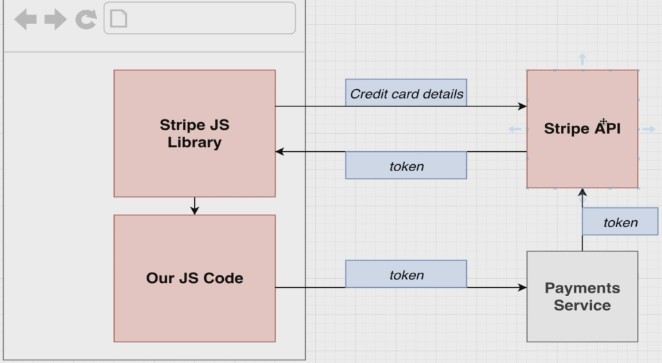 Credit card details
Stripe JS
Library
Stripe API
token
token
Our JS Code
token
Payments
Service